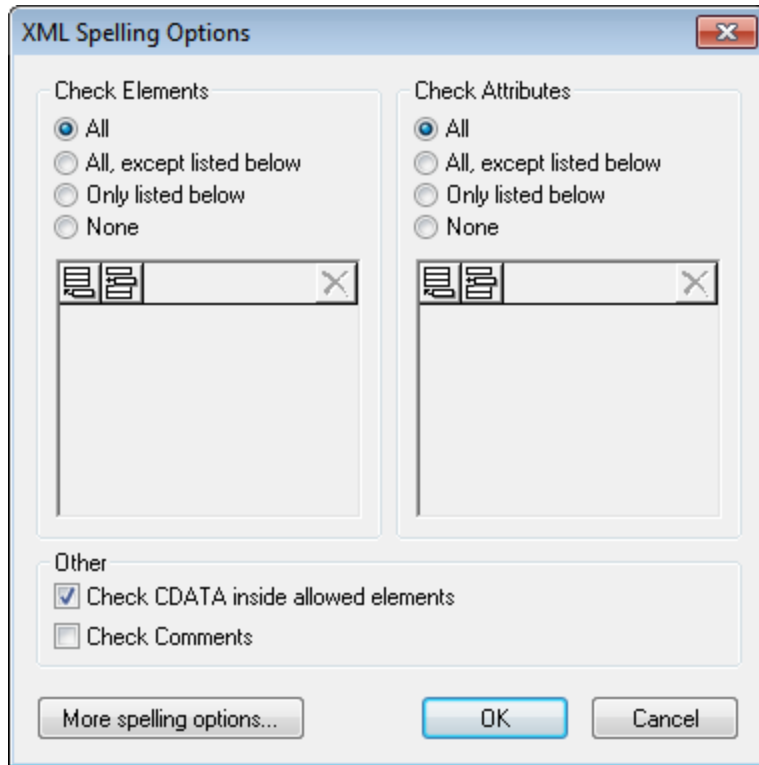 XML Spelling Options
Check Elements
All
All, except listed below
Only listed below
None
Check Attributes
All
All, except listed below
Only listed below
None
Other
Check CDATA inside allowed elements
Check Comments
More spelling options...
OK
Cancel